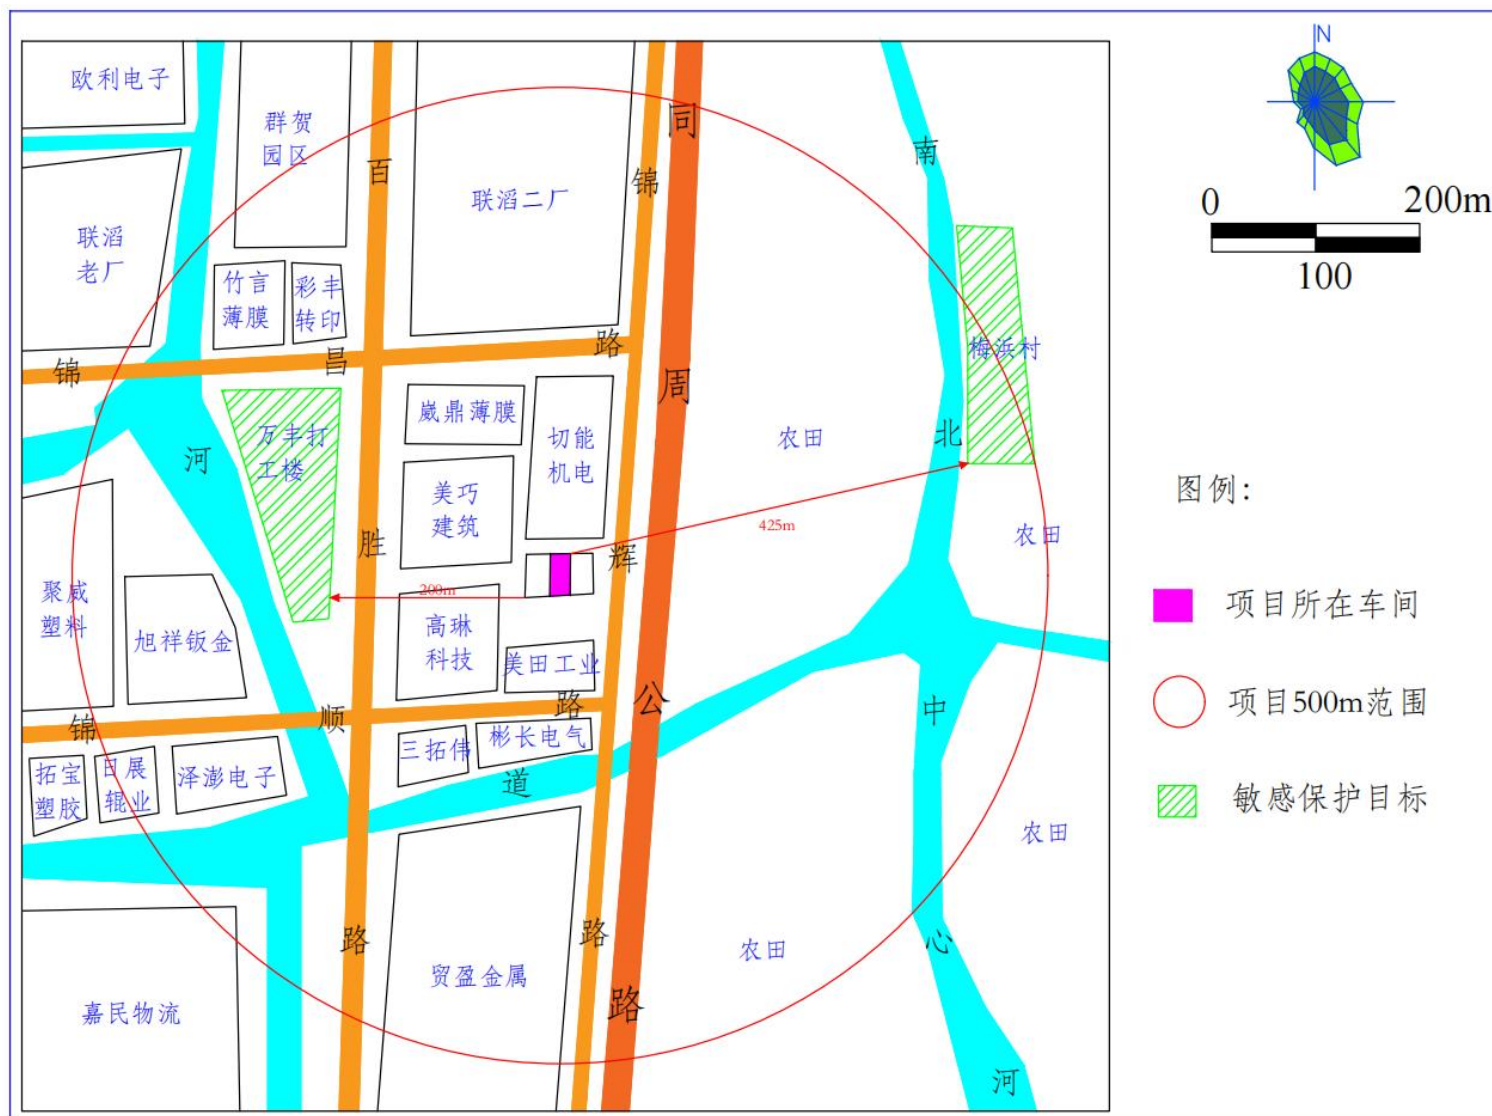 欧利电子
群贺
园区
百
同
锦
联滔二厂
南
N
0
200m
100
联滔
老厂
竹言
薄膜
彩丰
转印
锦
昌
路
周
梅浜村
崴鼎薄膜
万丰打
工楼
河
切能
机电
农田
北
美巧
建筑
图例：
胜
425m
农田
辉
聚威
塑料
200m
项目所在车间
旭祥钣金
高琳
科技
美田工业
锦
顺
路
公
中
项目500m范围
三拓伟
彬长电气
拓宝
塑胶
日展
辊业
泽澎电子
道
敏感保护目标
农田
路
路
农田
心
贸盈金属
嘉民物流
路
河